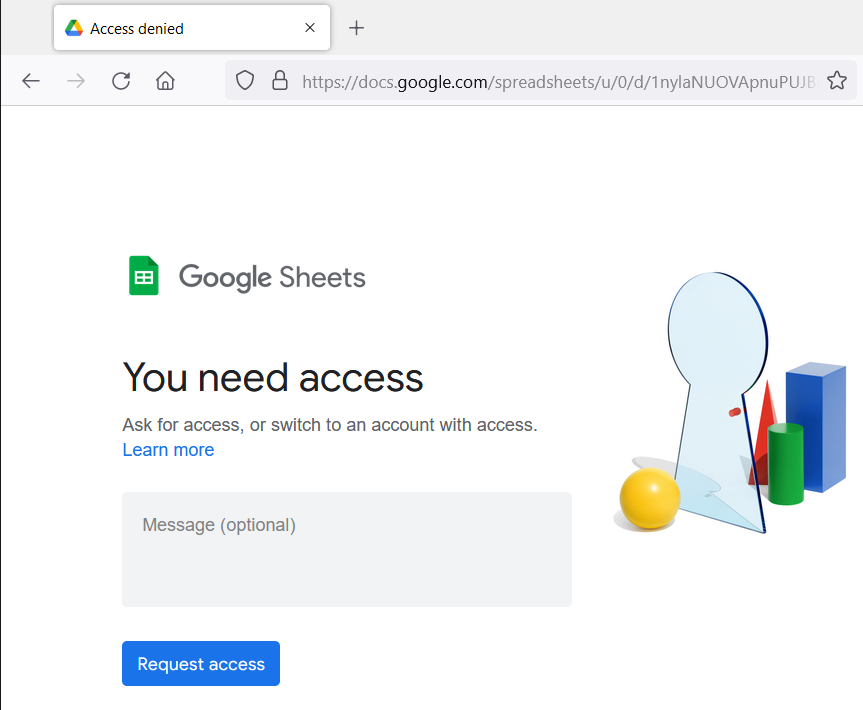 Access denied
https://docs.google.com/spreadsheets/u/0/d/1nylaNUOVApnuPUJB
Google Sheets
You need access
Ask for access, or switch to an account with access.
Learn more
Message (optional)
Request access